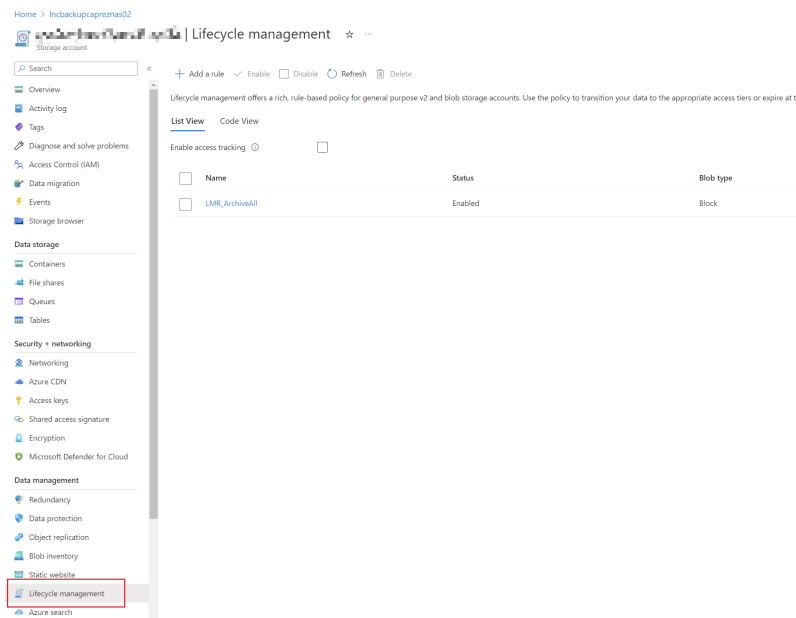 Home > lncbackupcapreznas02
| Lifecycle management
Storage account
Search
Overview
Activity log
Tags
Diagnose and solve problems
Access Control (IAM)
Data migration
Events
Storage browser
Data storage
Containers
File shares
Queues
Tables
Security + networking
Networking
Azure CDN
Access keys
Shared access signature
Encryption
Microsoft Defender for Cloud
Data management
Redundancy
Data protection
Object replication
Blob inventory
Static website
Lifecycle management
Azure search
Add a rule Enable Disable Refresh Delete
Lifecycle management offers a rich, rule-based policy for general purpose v2 and blob storage accounts. Use the policy to transition your data to the appropriate access tiers or expire at t
List View Code View
Enable access tracking
Name Status Blob type
LMR_ArchiveAll Enabled Block